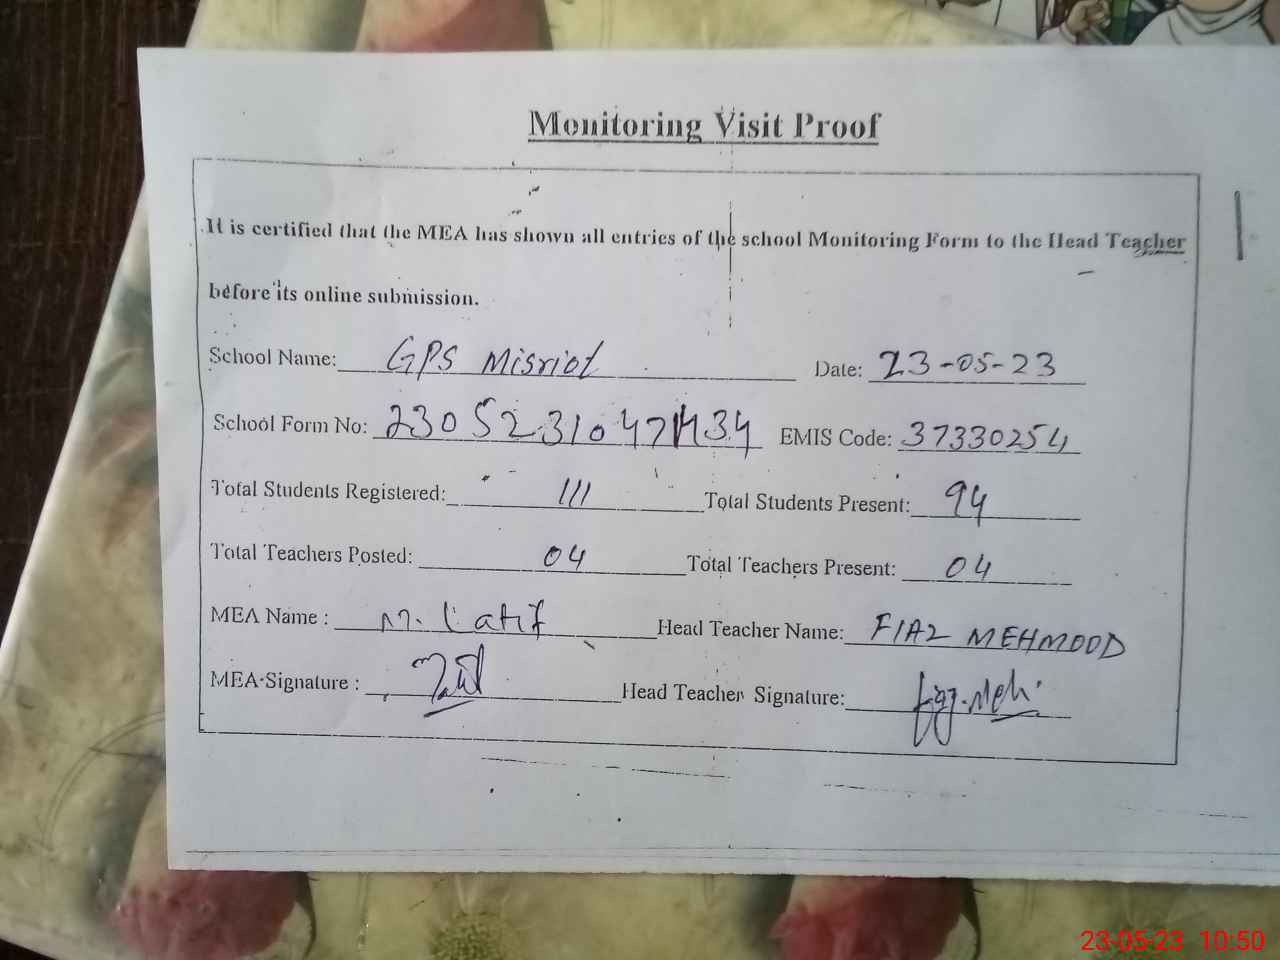 Monitoring Visit Proof
It is certified that the MEA has shown all entries of the school Monitoring Form to the Head Teacher
before its online submission.
School Name: GPS Misriot Date: 23-05-23
School Form No: EMIS Code: 37330254
Total Students Registered: 111 Total Students Present: 94
Total Teachers Posted: 04 Total Teachers Present: 04
MEA Name : M. Latif Head Teacher Name: FIAZ MEHMOOD
MEA-Signature : Head Teacher Signature:
23-05-23 10:50